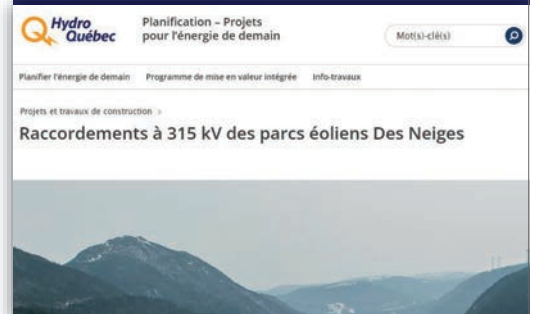 Hydro
Québec
Planification – Projets
pour l'énergie de demain
Mot(s)-clé(s)
Planifier l'énergie de demain Programme de mise en valeur intégrée Info-travaux
Projets et travaux de construction >
Raccordements à 315 kV des parcs éoliens Des Neiges